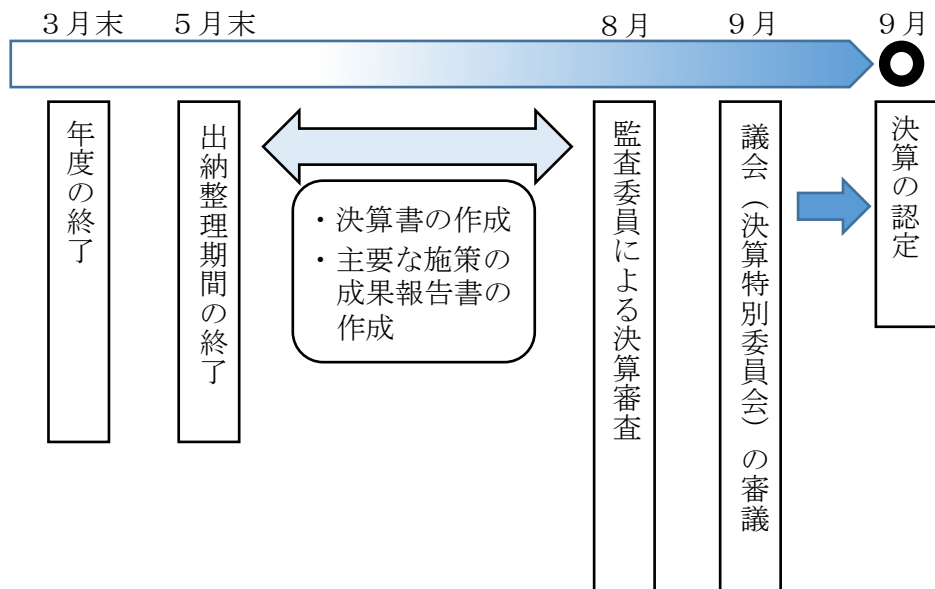 ３月末
５月末
８月
９月
９月
年度の終了
出納整理期間の終了
・決算書の作成
・主要な施策の
成果報告書の
作成
監査委員による決算審査
議会（決算特別委員会）の審議
決算の認定